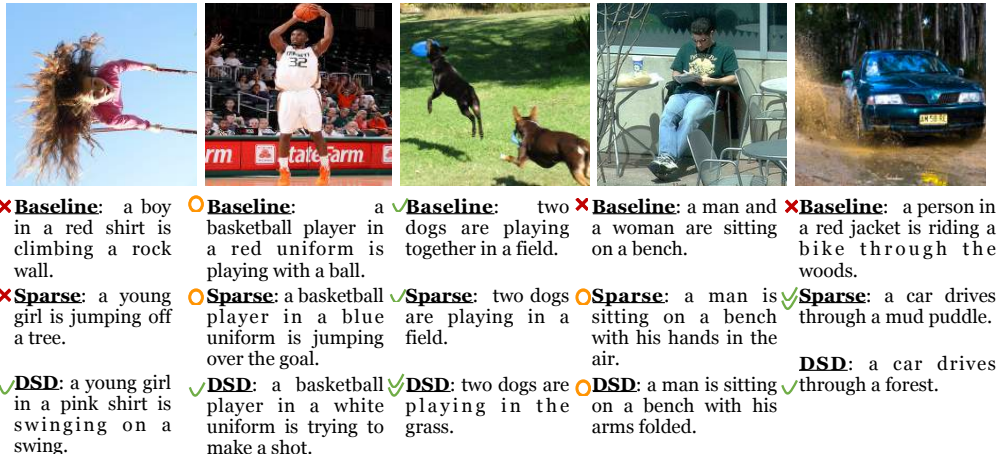 32
rm
StateFarm
Baseline: a boy
in a red shirt is
climbing a rock
wall.
Sparse: a young
girl is jumping off
a tree.
DSD: a young girl
in a pink shirt is
swinging on a
swing.
Baseline: a
basketball player in
a red uniform is
playing with a ball.
Sparse: a basketball
player in a blue
uniform is jumping
over the goal.
DSD: a basketball
player in a white
uniform is trying to
make a shot.
Baseline: two
dogs are playing
together in a field.
Sparse: two dogs
are playing in a
field.
DSD: two dogs are
playing in the
grass.
Baseline: a man and
a woman are sitting
on a bench.
Sparse: a man is
sitting on a bench
with his hands in the
air.
DSD: a man is sitting
on a bench with his
arms folded.
Baseline: a person in
a red jacket is riding a
bike through the
woods.
Sparse: a car drives
through a mud puddle.
DSD: a car drives
through a forest.